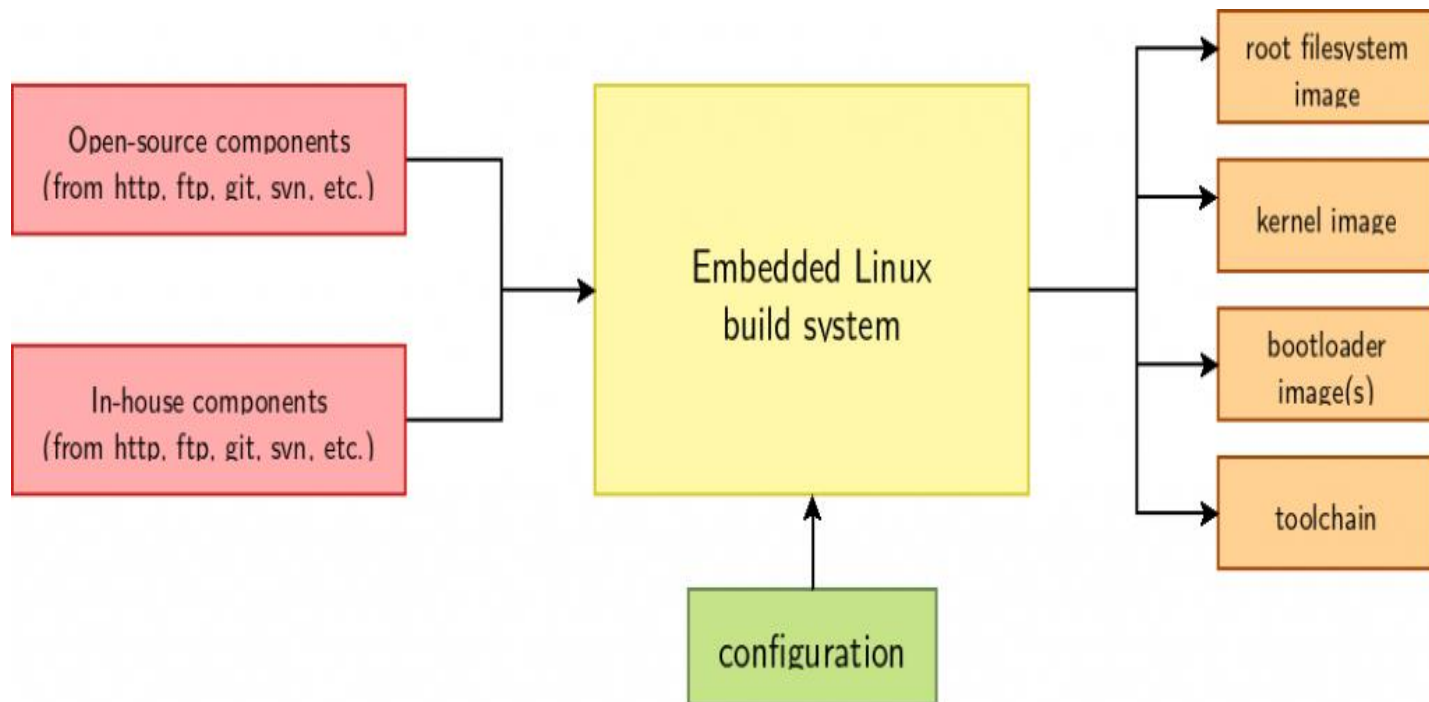 Open-source components
(from http, ftp, git, svn, etc.)
In-house components
(from http, ftp, git, svn, etc.)
Embedded Linux
build system
configuration
root filesystem
image
kernel image
bootloader
image(s)
toolchain